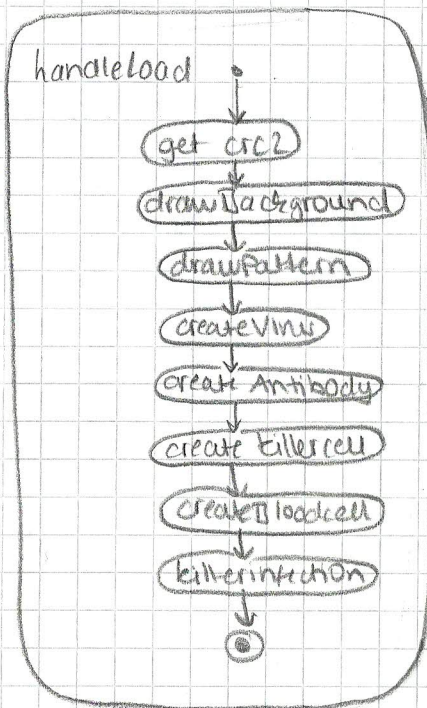 handleLoad
get crc2
drawBackground
drawPattern
createVirus
create Antibody
create killercell
createBloodcell
killerinfection